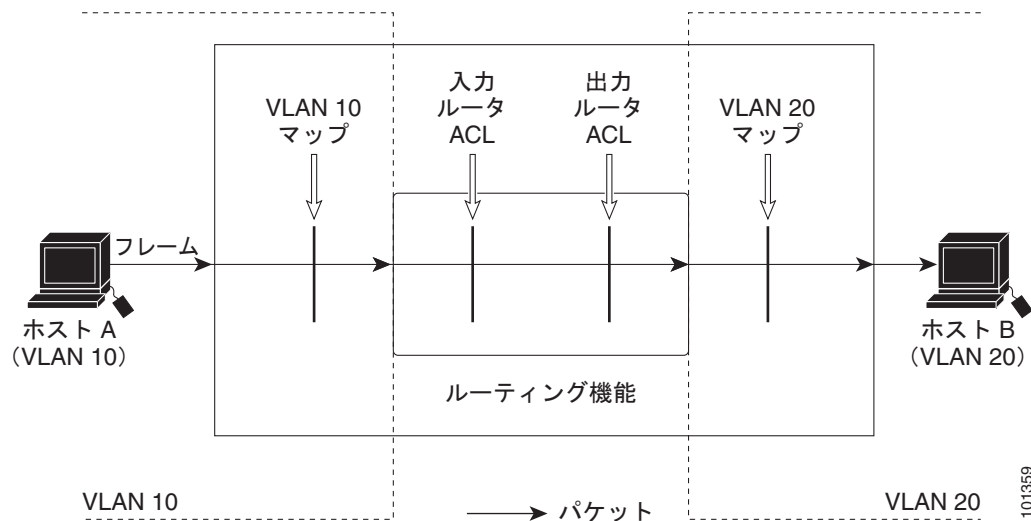 VLAN 10
マップ
入力
ルータ
ACL
出力
ルータ
ACL
VLAN 20
マップ
フレーム
ホスト A
(VLAN 10)
ホスト B
(VLAN 20)
ルーティング機能
VLAN 10
パケット
VLAN 20
101359